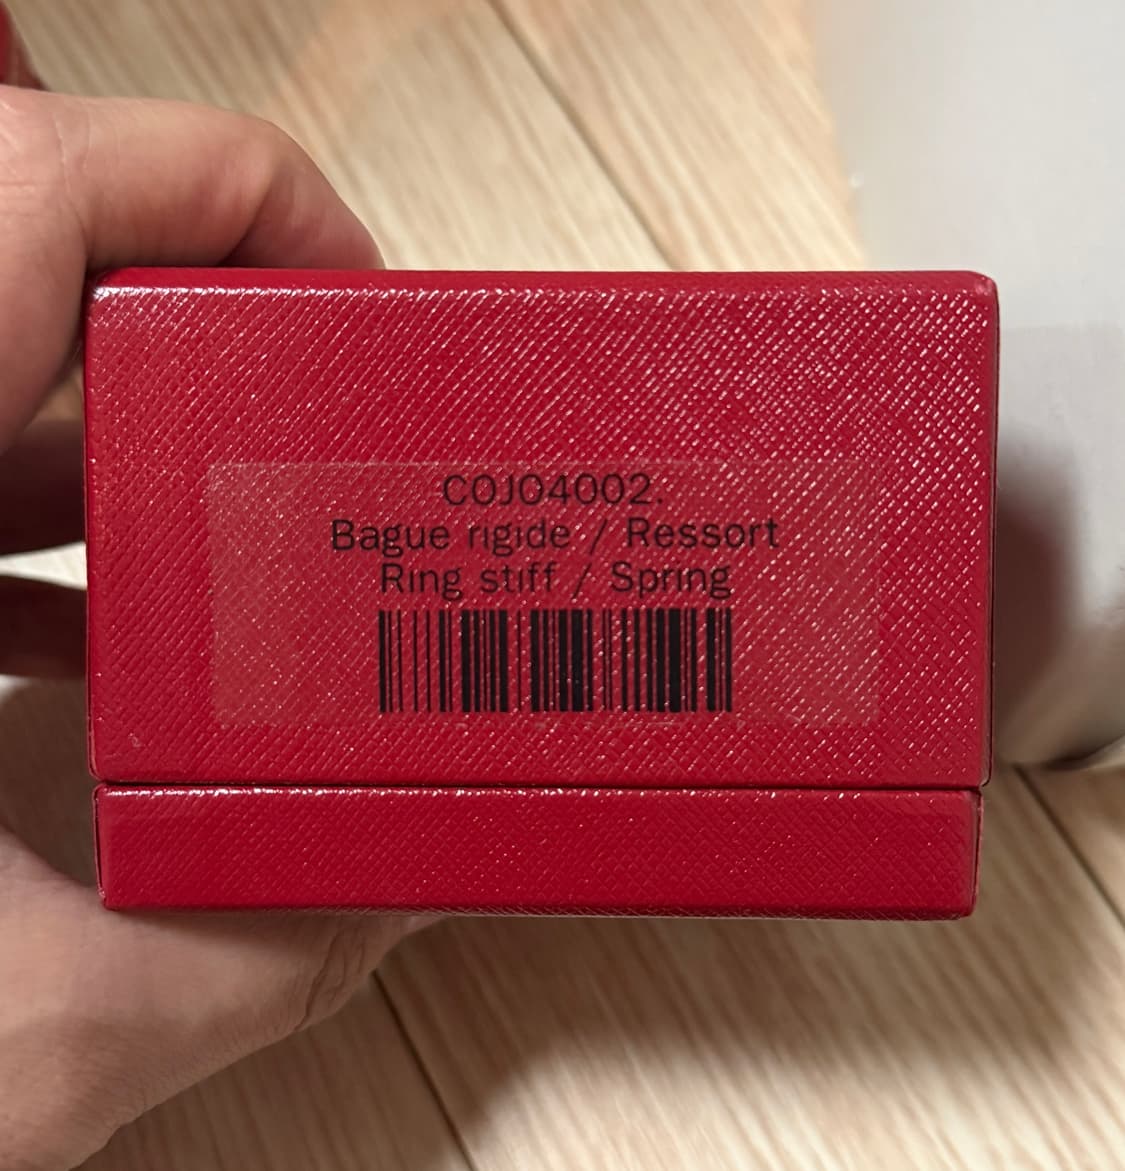 COJO4002.
Bague rigide / Ressort
Ring stiff / Spring